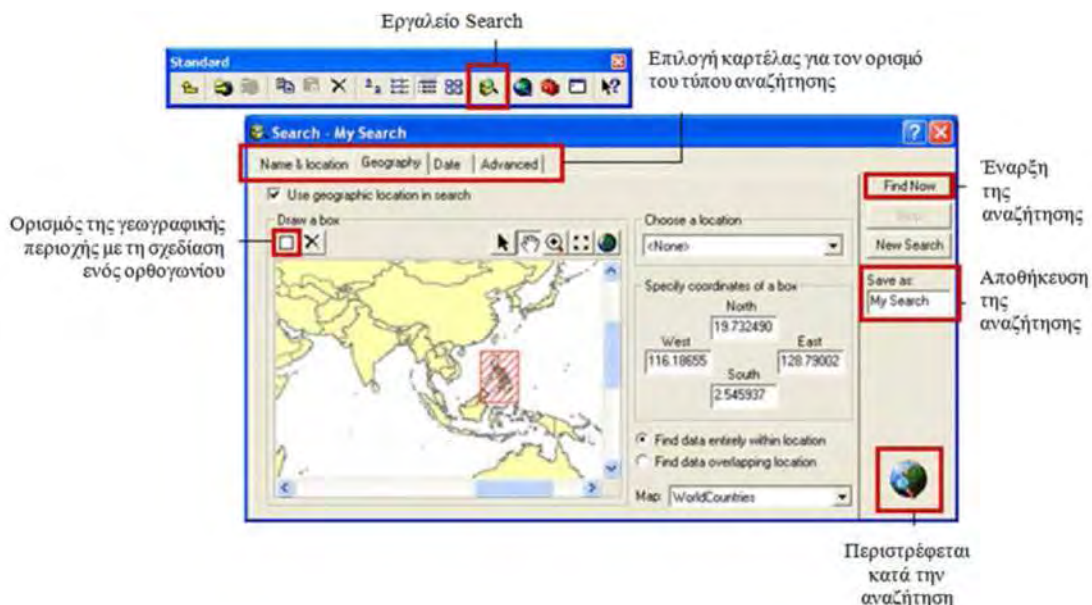 Εργαλείο Search
Standard
Επιλογή καρτέλας για τον ορισμό
του τύπου αναζήτησης
Search - My Search
Name & location Geography Date Advanced
Use geographic location in search
Ορισμός της γεωγραφικής
περιοχής με τη σχεδίαση
ενός ορθογωνίου
Draw a box
Choose a location
<None>
Specify coordinates of a box
North
19.732490
West
East
116.18655
128.79002
South
2.545937
Find data entirely within location
Find data overlapping location
Map: WorldCountries
Find Now
Stop
New Search
Save as:
My Search
Έναρξη
της
αναζήτησης
Αποθήκευση
της
αναζήτησης
Περιστρέφεται
κατά την
αναζήτηση